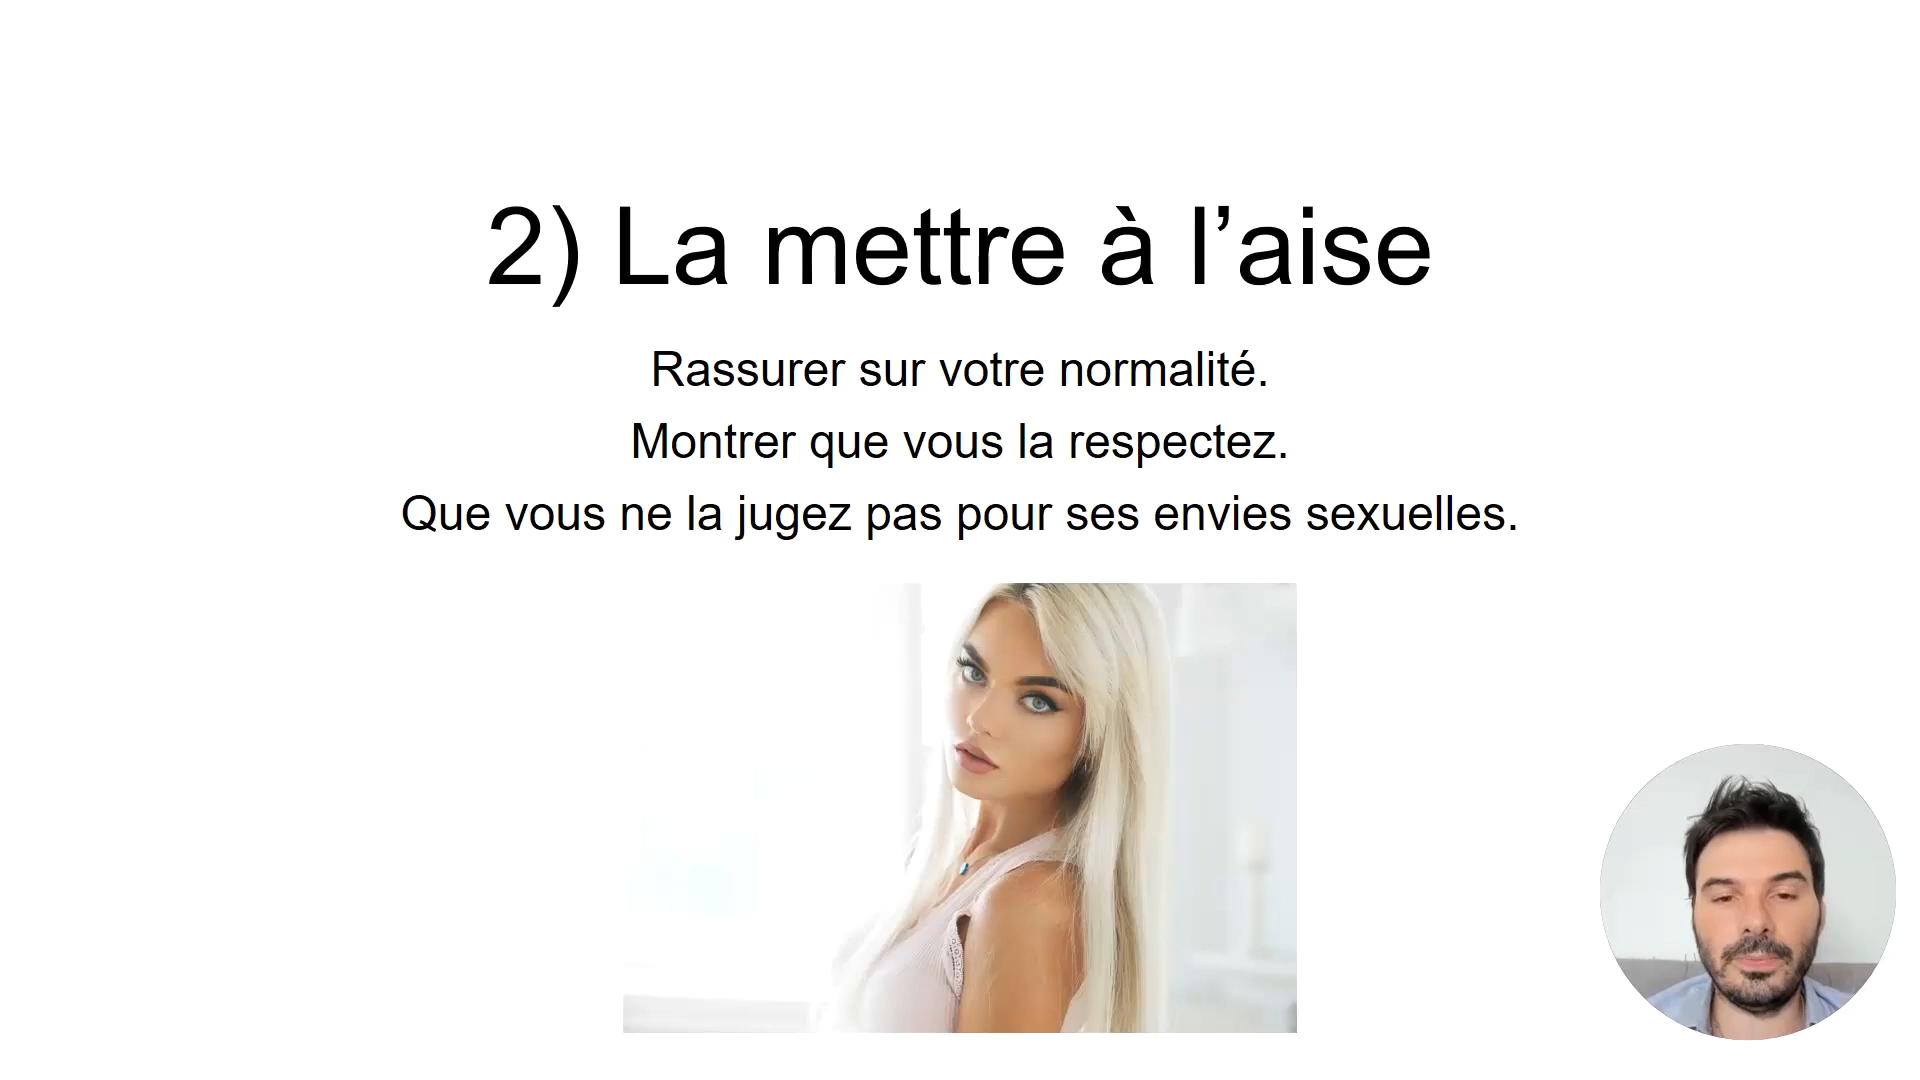 2) La mettre à l’aise
Rassurer sur votre normalité.
Montrer que vous la respectez.
Que vous ne la jugez pas pour ses envies sexuelles.